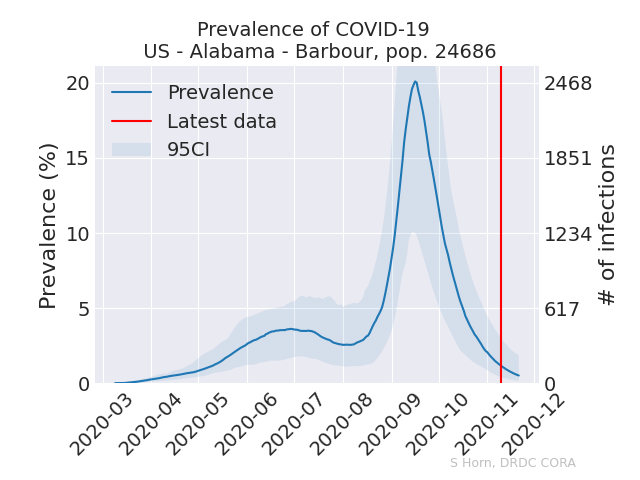 Prevalence of COVID-19
US - Alabama - Barbour, pop. 24686
Prevalence
Latest data
95CI
Prevalence (%)
20
15
10
5
0
2468
1851
1234
617
0
# of infections
2020-03
2020-04
2020-05
2020-06
2020-07
2020-08
2020-09
2020-10
2020-11
2020-12
S Horn, DRDC CORA